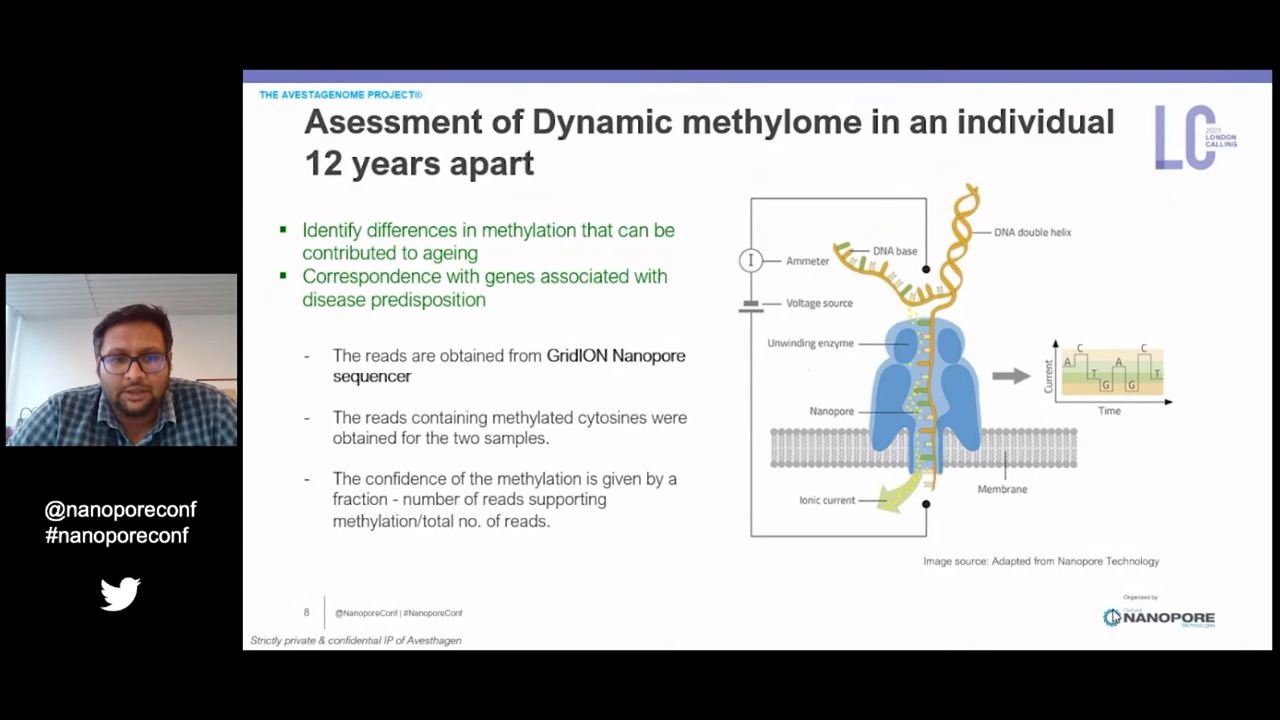 THE AVESTAGENOME PROJECT®
Asessment of Dynamic methylome in an individual
12 years apart
LC
2021
LONDON
CALLING
Identify differences in methylation that can be
contributed to ageing
Correspondence with genes associated with
disease predisposition
- The reads are obtained from GridION Nanopore
sequencer
- The reads containing methylated cytosines were
obtained for the two samples.
- The confidence of the methylation is given by a
fraction - number of reads supporting
methylation/total no. of reads.
DNA double helix
DNA base
I
Ammeter
Voltage source
Unwinding enzyme
Nanopore
Ionic current
Membrane
Current
A
C
T
G
A
G
C
T
Time
Image source: Adapted from Nanopore Technology
@nanoporeconf
#nanoporeconf
8
@NanoporeConf | #NanoporeConf
Organised by
Oxford
NANOPORE
Technologies
Strictly private & confidential IP of Avesthagen